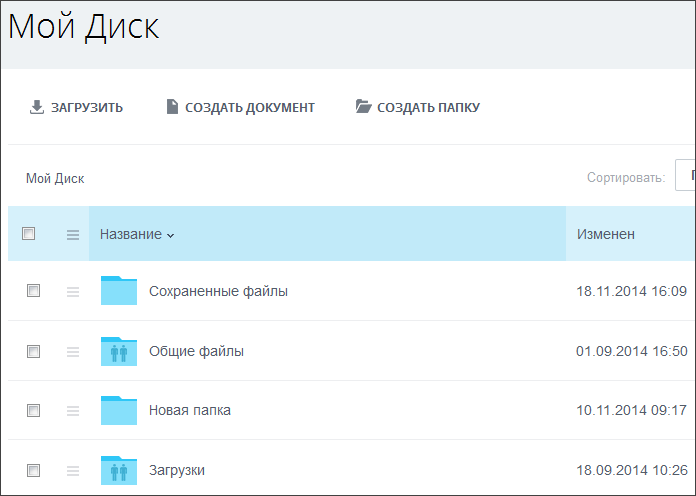 Мой Диск
ЗАГРУЗИТЬ СОЗДАТЬ ДОКУМЕНТ СОЗДАТЬ ПАПКУ
Мой Диск Сортировать:
Название Изменен
Сохраненные файлы 18.11.2014 16:09
Общие файлы 01.09.2014 16:50
Новая папка 10.11.2014 09:17
Загрузки 18.09.2014 10:26